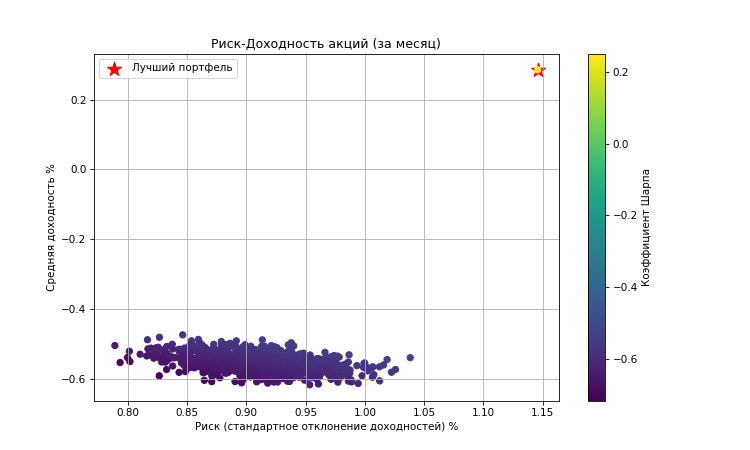 Риск-Доходность акций (за месяц)
Лучший портфель
Средняя доходность %
0.2
0.0
−0.2
−0.4
−0.6
0.80 0.85 0.90 0.95 1.00 1.05 1.10 1.15
Риск (стандартное отклонение доходностей) %
0.2
0.0
−0.2
−0.4
−0.6
Коэффициент Шарпа